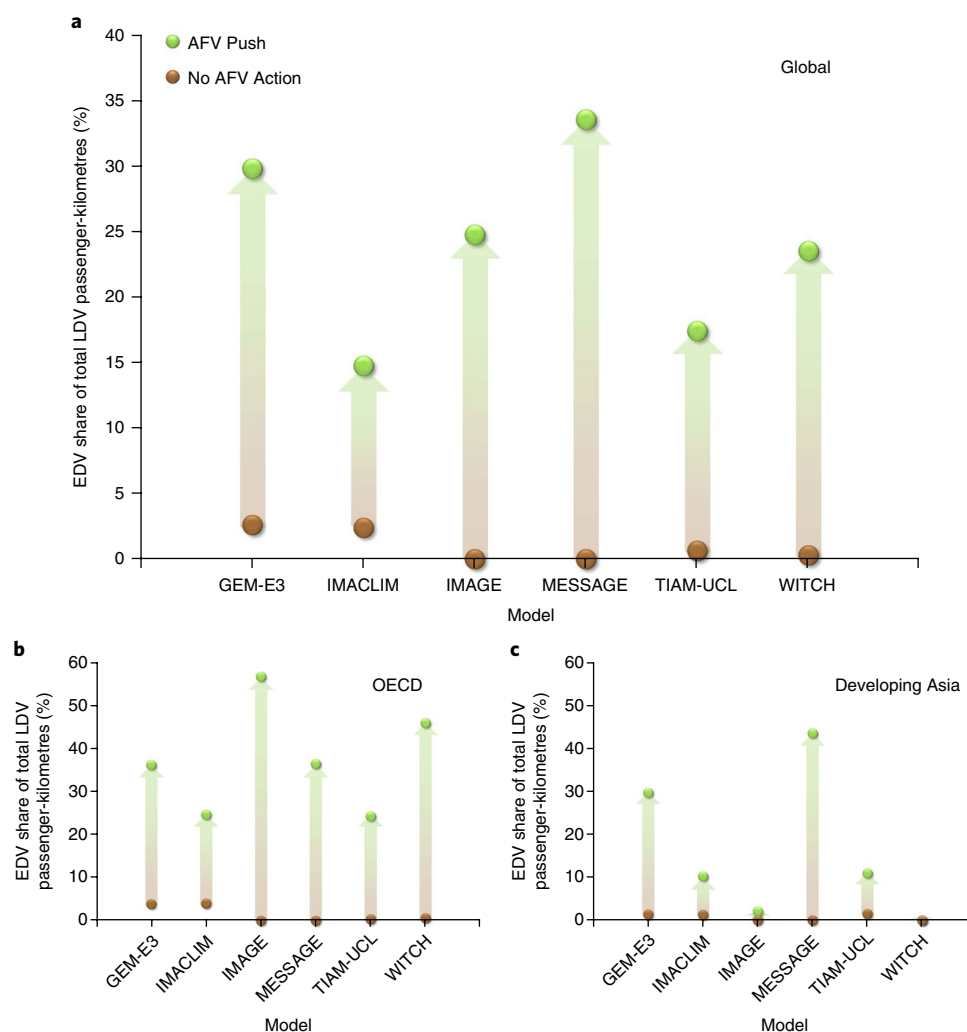 a
AFV Push
No AFV Action
Global
EDV share of total LDV passenger-kilometres (%)
40
35
30
25
20
15
10
5
0
GEM-E3 IMACLIM IMAGE MESSAGE TIAM-UCL WITCH
Model
b
OECD
EDV share of total LDV
passenger-kilometres (%)
60
50
40
30
20
10
0
GEM-E3 IMACLIM IMAGE MESSAGE TIAM-UCL WITCH
Model
c
Developing Asia
EDV share of total LDV
passenger-kilometres (%)
60
50
40
30
20
10
0
GEM-E3 IMACLIM IMAGE MESSAGE TIAM-UCL WITCH
Model